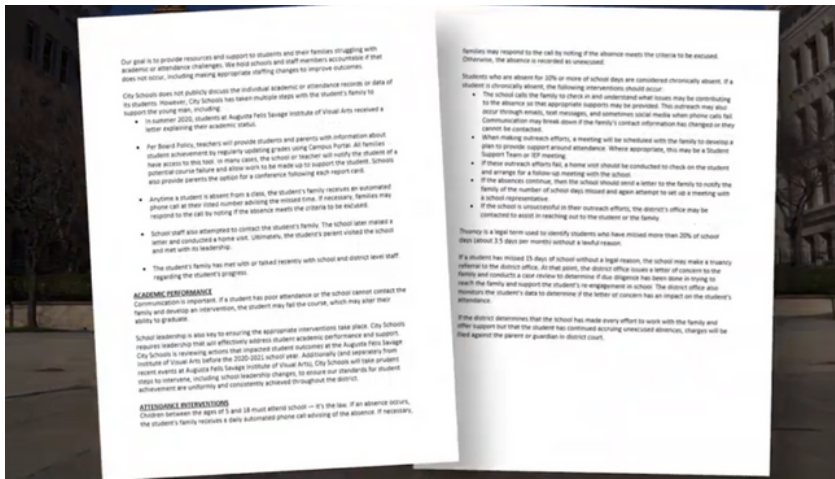 Our goal is to provide resources and support to students and their families struggling with
academic or attendance challenges. We hold schools and staff members accountable if that
does not occur, including making appropriate staffing changes to improve outcomes.
City Schools does not publicly discuss the individual academic or attendance records or data of
its students. However, City Schools has taken multiple steps with the student's family to
support the young man, including:
• In summer 2020, students at Augusta Fells Savage Institute of Visual Arts received a
letter explaining their academic status.
• Per Board Policy, teachers will provide students and parents with information about
student achievement by regularly updating grades using Campus Portal. All families
have access to this tool. In many cases, the school or teacher will notify the student of a
potential course failure and allow work to be made up to support the student. Schools
also provide parents the option for a conference following each report card.
• Anytime a student is absent from a class, the student's family receives an automated
phone call at their listed number advising the missed time. If necessary, families may
respond to the call by noting if the absence meets the criteria to be excused.
• School staff also attempted to contact the student's family. The school later mailed a
letter and conducted a home visit. Ultimately, the student's parent visited the school
and met with its leadership.
• The student's family has met with or talked recently with school and district level staff
regarding the student's progress.
ACADEMIC PERFORMANCE
Communication is important. If a student has poor attendance or the school cannot contact the
family and develop an intervention, the student may fail the course, which may alter their
ability to graduate.
School leadership is also key to ensuring the appropriate interventions take place. City Schools
requires leadership that will effectively address student academic performance and support.
City Schools is reviewing actions that impacted student outcomes at the Augusta Fells Savage
Institute of Visual Arts before the 2020-2021 school year. Additionally (and separately from
recent events at Augusta Fells Savage Institute of Visual Arts), City Schools will take prudent
steps to intervene, including school leadership changes, to ensure our standards for student
achievement are uniformly and consistently achieved throughout the district.
ATTENDANCE INTERVENTIONS
Children between the ages of 5 and 18 must attend school — it's the law. If an absence occurs,
the student's family receives a daily automated phone call advising of the absence. If necessary,
families may respond to the call by noting if the absence meets the criteria to be excused.
Otherwise, the absence is recorded as unexcused.
Students who are absent for 10% or more of school days are considered chronically absent. If a
student is chronically absent, the following interventions should occur:
• The school calls the family to check in and understand what issues may be contributing
to the absence so that appropriate supports may be provided. This outreach may also
occur through emails, text messages, and sometimes social media when phone calls fail.
Communication may break down if the family's contact information has changed or they
cannot be contacted.
• When making outreach efforts, a meeting will be scheduled with the family to develop a
plan to provide support around attendance. Where appropriate, this may be a Student
Support Team or IEP meeting.
• If these outreach efforts fail, a home visit should be conducted to check on the student
and arrange for a follow-up meeting with the school.
• If the absences continue, then the school should send a letter to the family to notify the
family of the number of school days missed and again attempt to set up a meeting with
a school representative.
• If the school is unsuccessful in their outreach efforts, the district's office may be
contacted to assist in reaching out to the student or the family.
Truancy is a legal term used to identify students who have missed more than 20% of school
days (about 3.5 days per month) without a lawful reason.
If a student has missed 15 days of school without a legal reason, the school may make a truancy
referral to the district office. At that point, the district office issues a letter of concern to the
family and conducts a case review to determine if due diligence has been done in trying to
reach the family and support the student's re-engagement in school. The district office also
monitors the student's data to determine if the letter of concern has an impact on the student's
attendance.
If the district determines that the school has made every effort to work with the family and
offer support but that the student has continued accruing unexcused absences, charges will be
filed against the parent or guardian in district court.